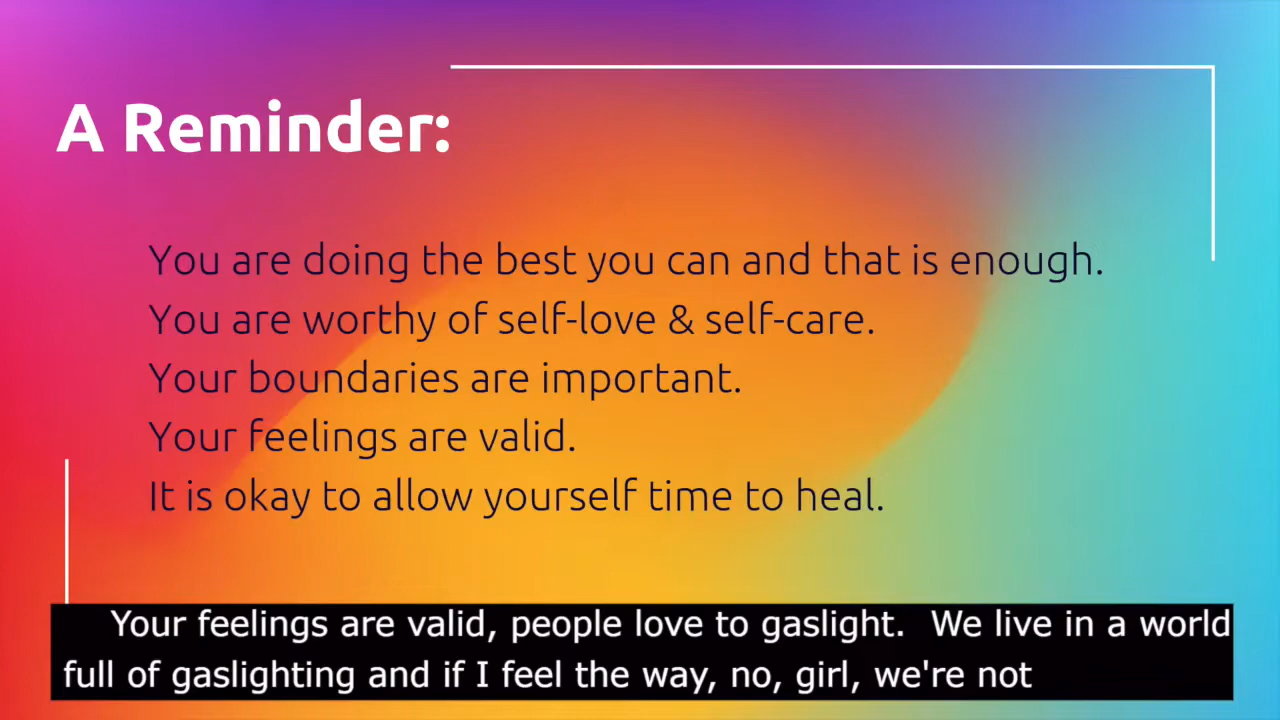 A Reminder:
You are doing the best you can and that is enough.
You are worthy of self-love & self-care.
Your boundaries are important.
Your feelings are valid.
It is okay to allow yourself time to heal.
Your feelings are valid, people love to gaslight. We live in a world
full of gaslighting and if I feel the way, no, girl, we're not